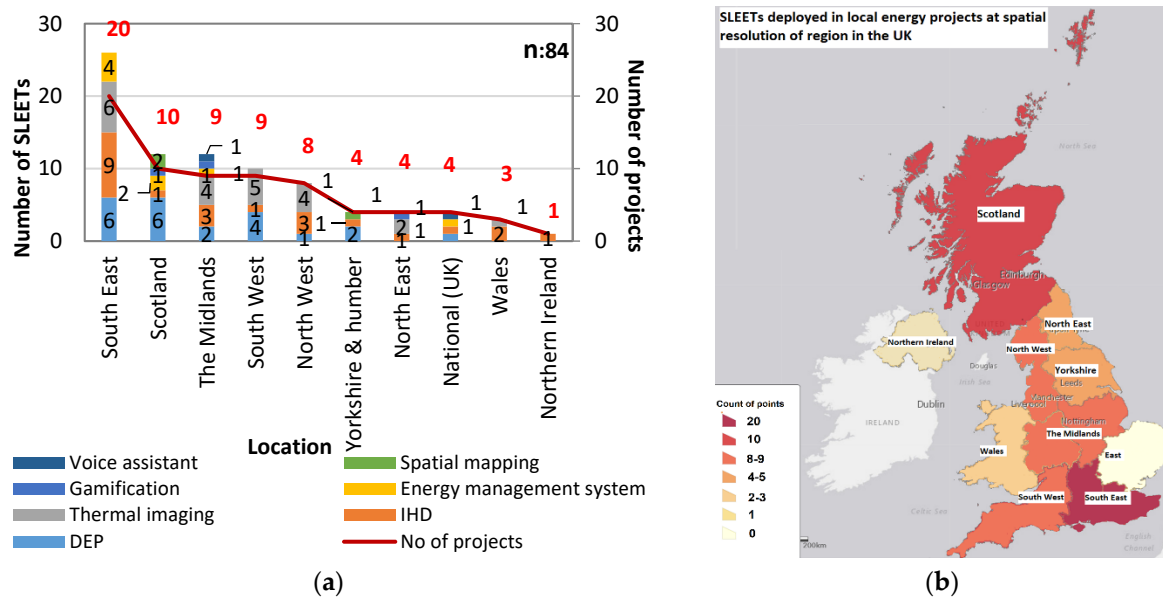 30
20
10
0
Number of SLEETs
30
20
10
0
Number of projects
n:84
20
10
9
9
8
4
4
4
3
1
4
6
9
6
2
1
2
1
6
1
1
4
3
2
1
5
1
4
4
3
1
1
1
2
1
1
2
1
1
1
1
1
2
1
South East
Scotland
The Midlands
South West
North West
Yorkshire & humber
North East
National (UK)
Wales
Northern Ireland
Location
Voice assistant
Spatial mapping
Gamification
Energy management system
Thermal imaging
IHD
DEP
No of projects
(a)
SLEETs deployed in local energy projects at spatial
resolution of region in the UK
North Sea
Scotland
Edinburgh
Glasgow
UNITED
North East
Northern Ireland
North West
Douglas
Yorkshire
Leeds
Irish Sea
Manchester
Liverpool
Dublin
IRELAND
Nottingham
The Midlands
Wales
East
South West
South East
Celtic Sea
English
Channel
Count of points
20
10
8-9
4-5
2-3
1
0
200km
(b)